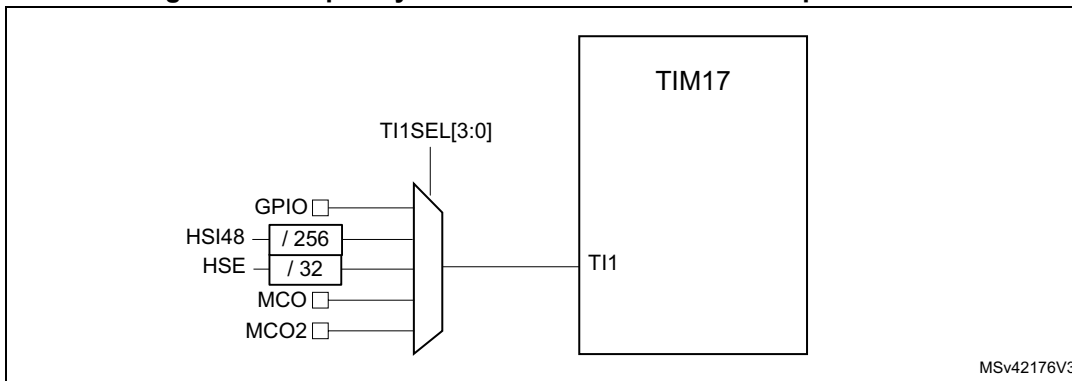 TIM17
TI1SEL[3:0]
GPIO
HSI48
/ 256
HSE
/ 32
TI1
MCO
MCO2
MSv42176V3